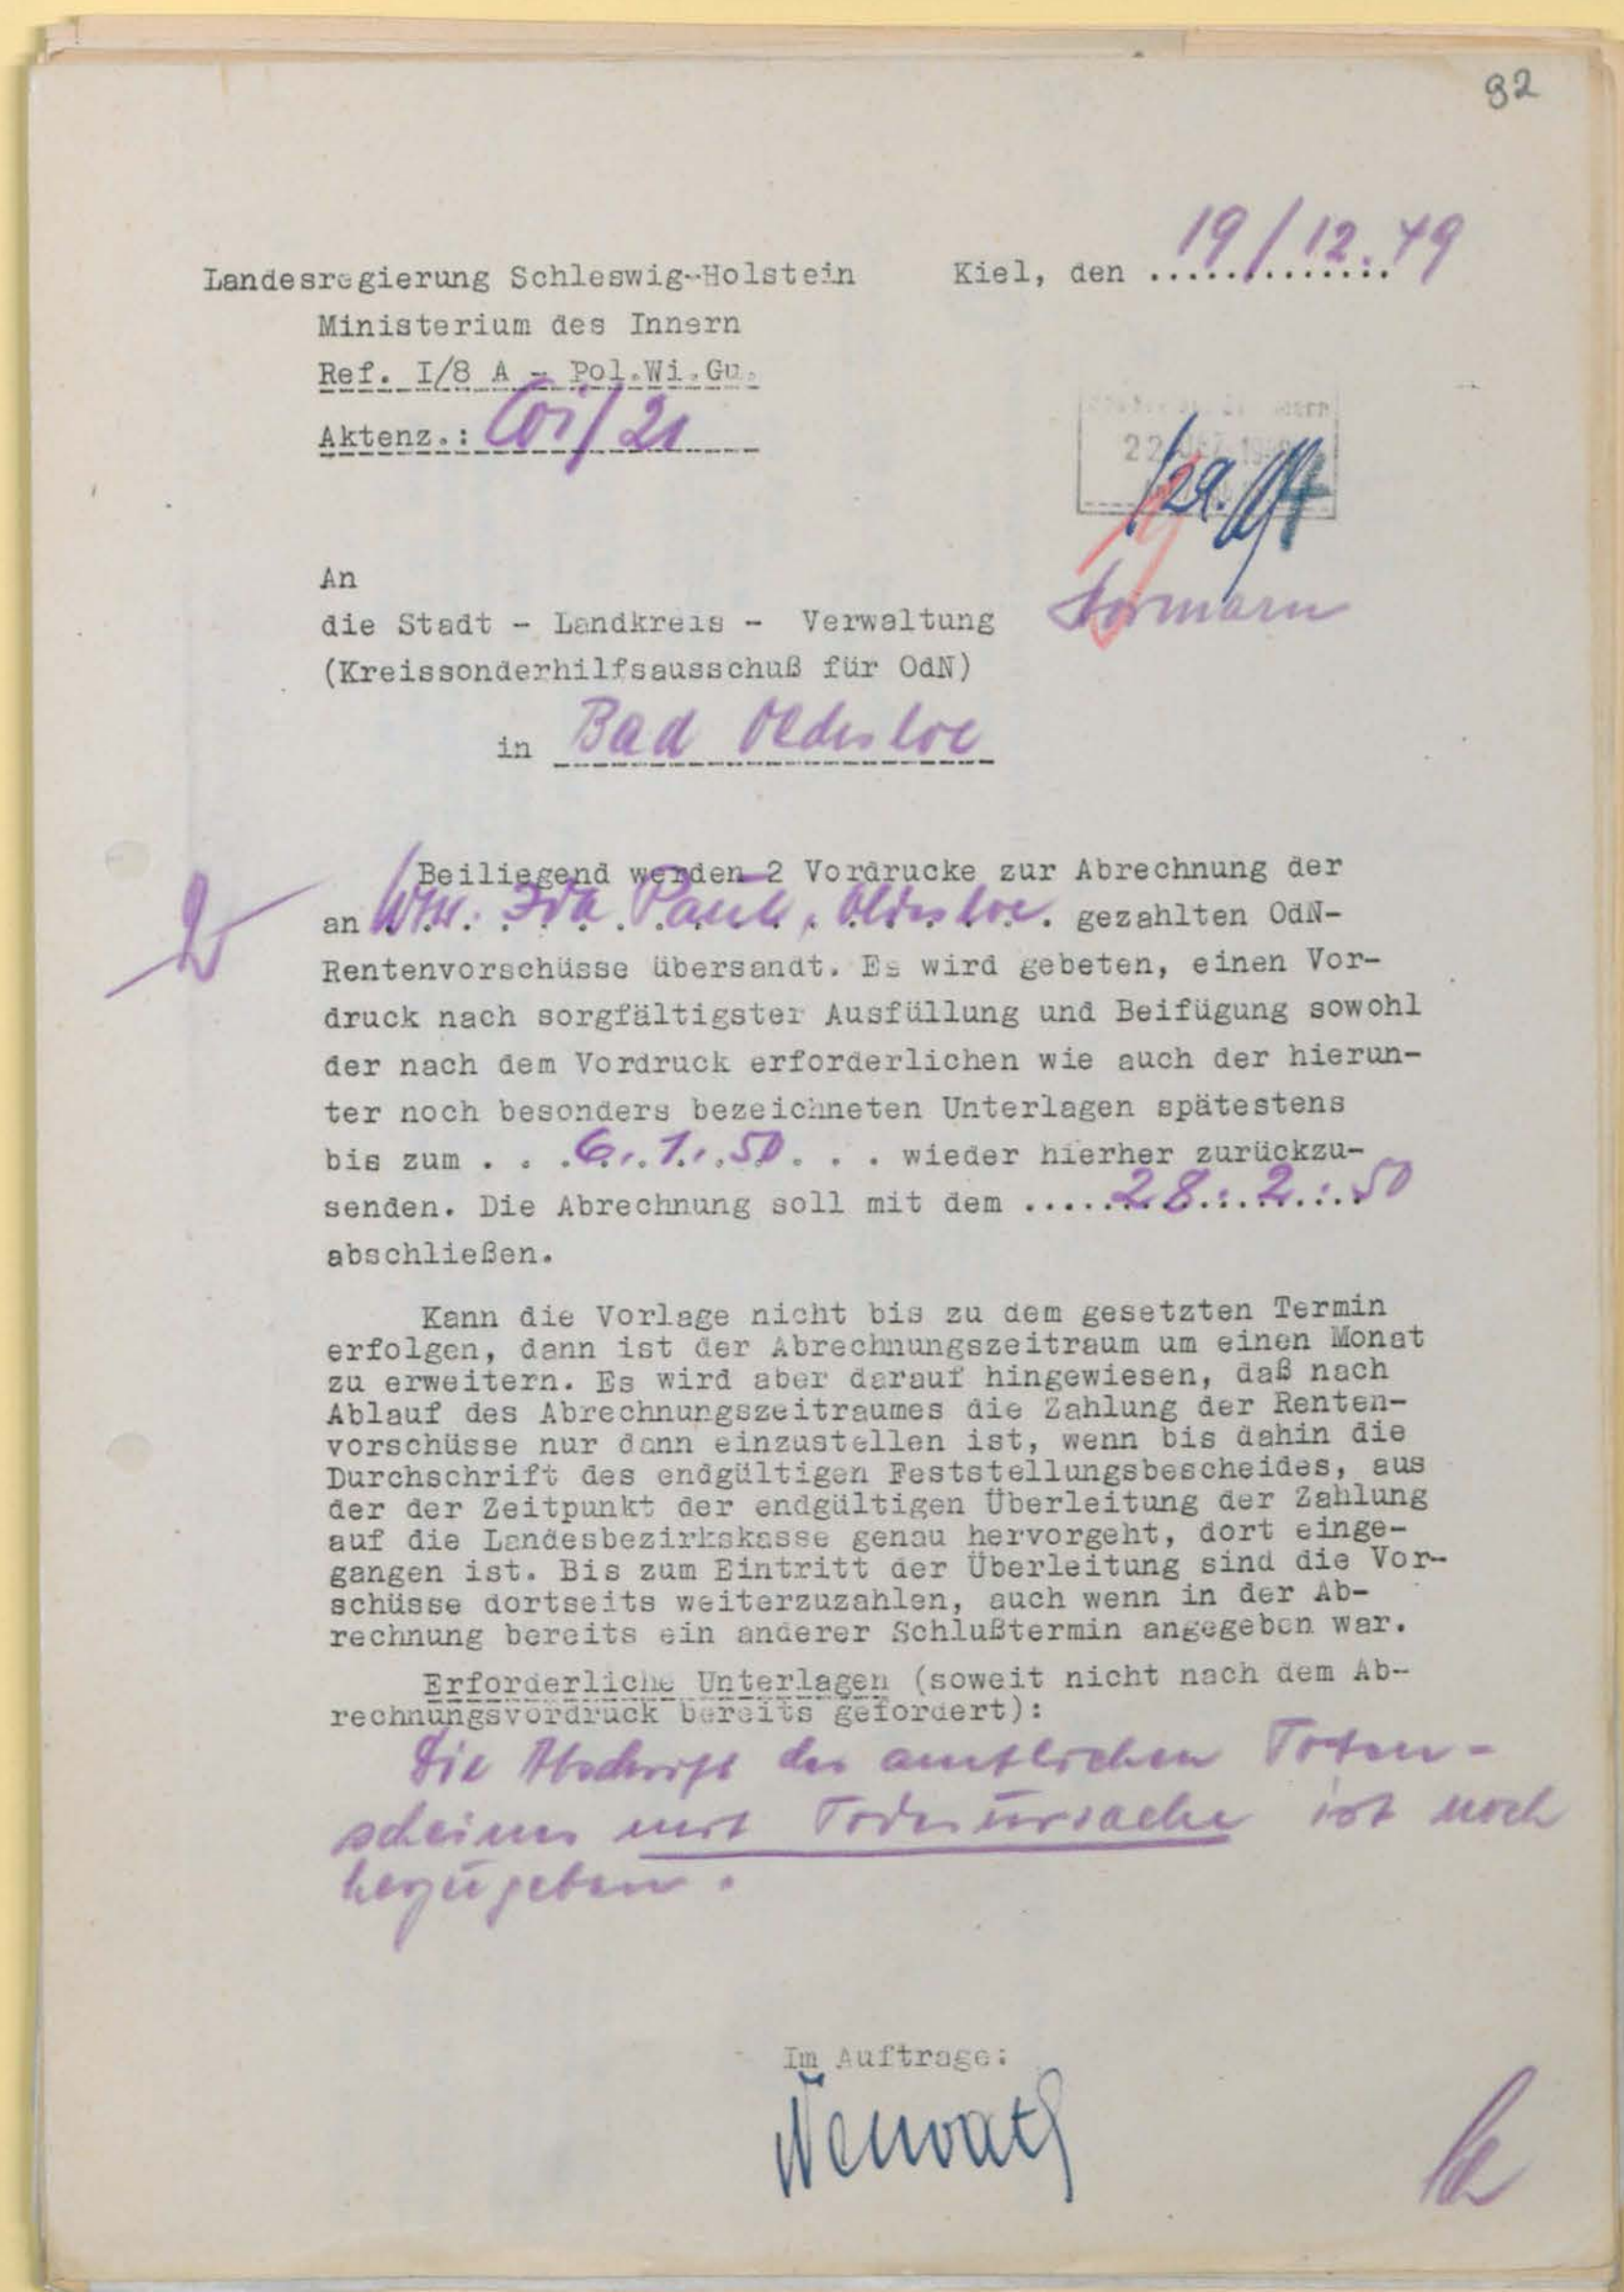 92
19/12.49
Landesregierung Schleswig-Holstein Kiel, den ..............
Ministerium des Innern
Ref. I/8 A - Pol.Wi.Gu.
Aktenz.:
22 DEZ 194
Stormarn
An
die Stadt - Landkreis - Verwaltung
(Kreissonderhilfsausschuß für OdN)
in Bad Oldesloe
Beiliegend werden 2 Vordrucke zur Abrechnung der
an Wwe. Ida Paul, Oldesloe. gezahlten OdN-
Rentenvorschüsse übersandt. Es wird gebeten, einen Vor-
druck nach sorgfältigster Ausfüllung und Beifügung sowohl
der nach dem Vordruck erforderlichen wie auch der hierun-
ter noch besonders bezeichneten Unterlagen spätestens
bis zum . . . 6.1.50 . . . wieder hierher zurückzu-
senden. Die Abrechnung soll mit dem ..... 28.2.50
abschließen.
Kann die Vorlage nicht bis zu dem gesetzten Termin
erfolgen, dann ist der Abrechnungszeitraum um einen Monat
zu erweitern. Es wird aber darauf hingewiesen, daß nach
Ablauf des Abrechnungszeitraumes die Zahlung der Renten-
vorschüsse nur dann einzustellen ist, wenn bis dahin die
Durchschrift des endgültigen Feststellungsbescheides, aus
der der Zeitpunkt der endgültigen Überleitung der Zahlung
auf die Landesbezirkskasse genau hervorgeht, dort einge-
gangen ist. Bis zum Eintritt der Überleitung sind die Vor-
schüsse dortseits weiterzuzahlen, auch wenn in der Ab-
rechnung bereits ein anderer Schlußtermin angegeben war.
Erforderliche Unterlagen (soweit nicht nach dem Ab-
rechnungsvordruck bereits gefordert):
Die Abschrift des amtlichen Toten-
scheines mit Todesursache ist noch
herzugeben.
Im Auftrage: